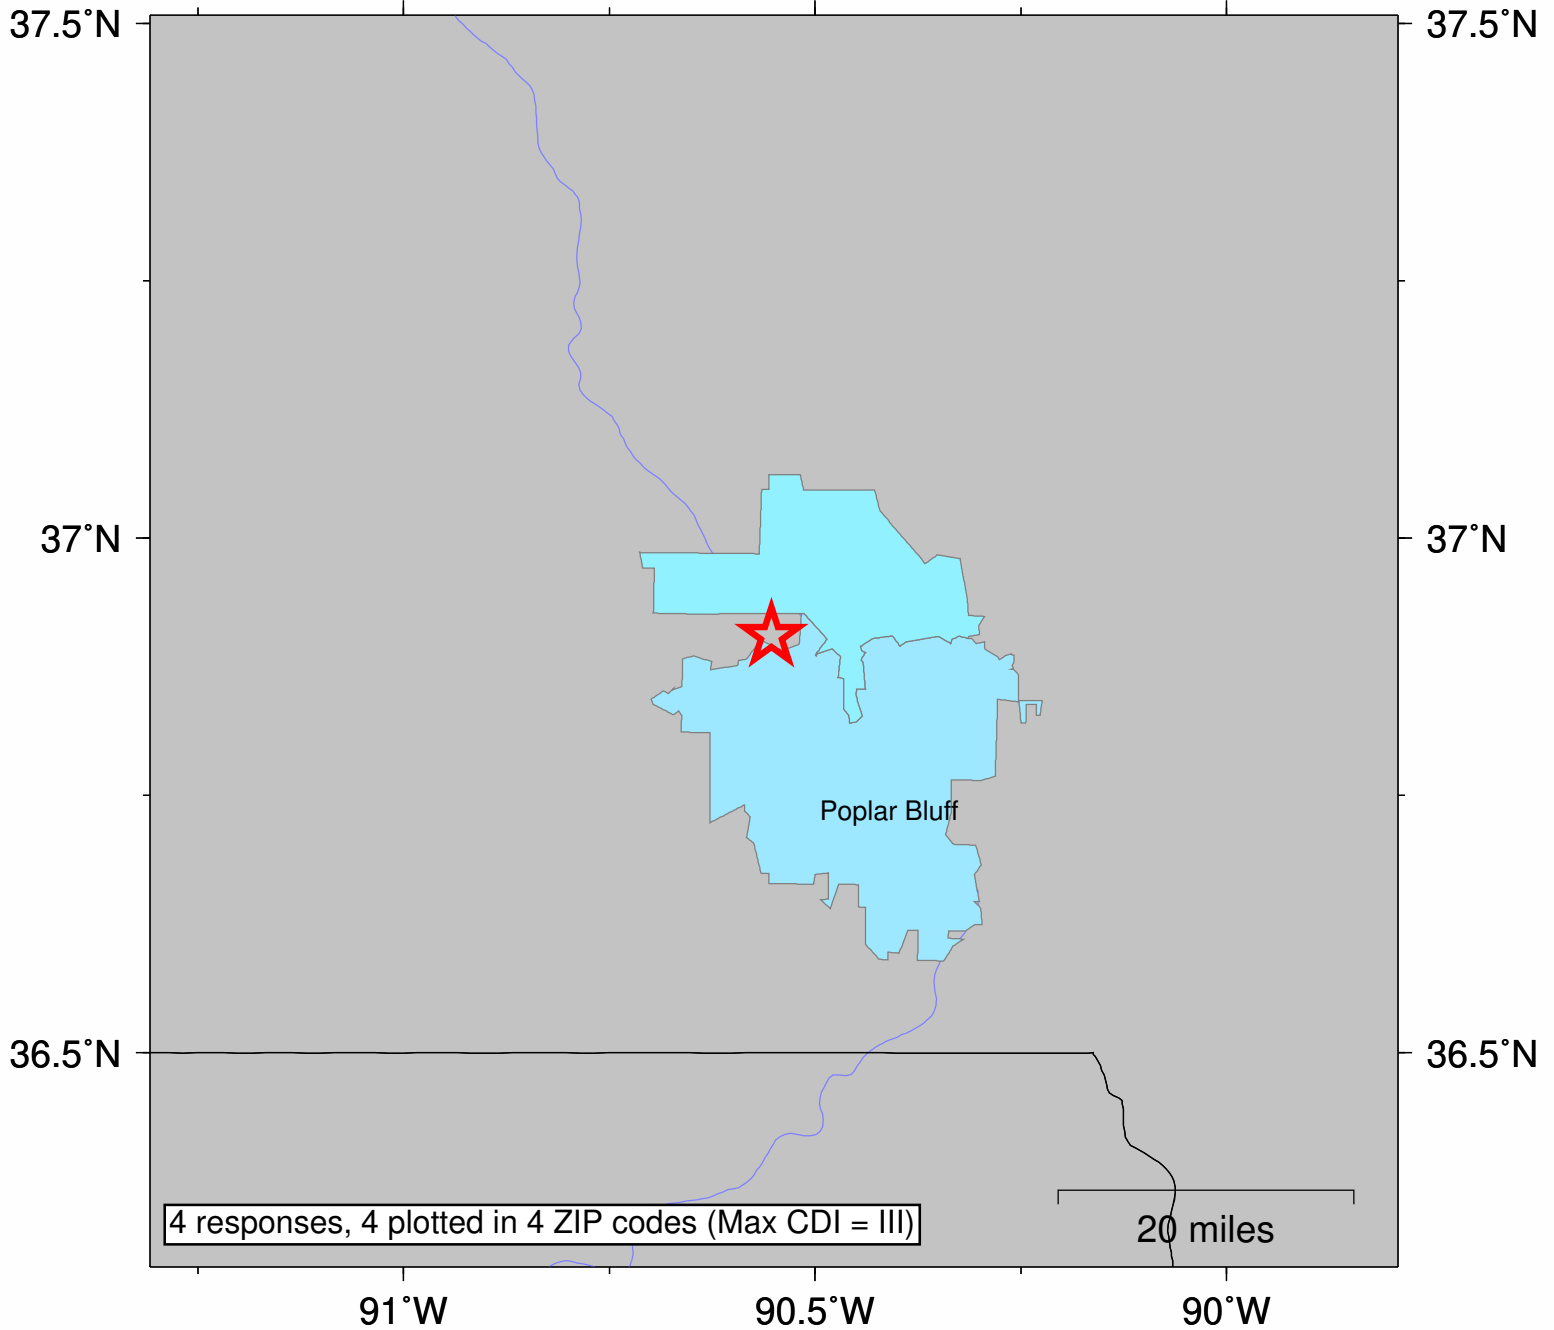 37.5˚N
37.5˚N
37˚N
37˚N
Poplar Bluff
36.5˚N
36.5˚N
4 responses, 4 plotted in 4 ZIP codes (Max CDI = III)
20 miles
91˚W
90.5˚W
90˚W